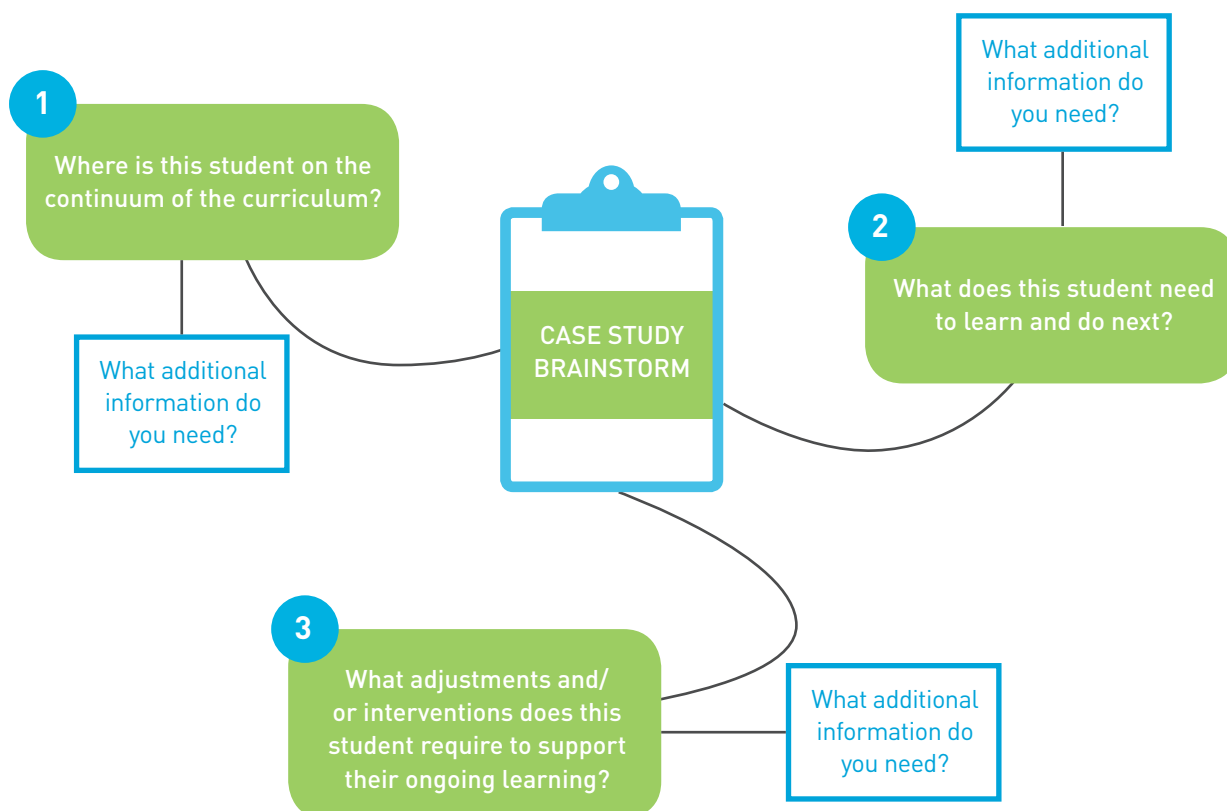 CASE STUDY
BRAINSTORM
1
Where is this student on the
continuum of the curriculum?
What additional
information do
you need?
2
What does this student need
to learn and do next?
What additional
information do
you need?
3
What adjustments and/
or interventions does this
student require to support
their ongoing learning?
What additional
information do
you need?